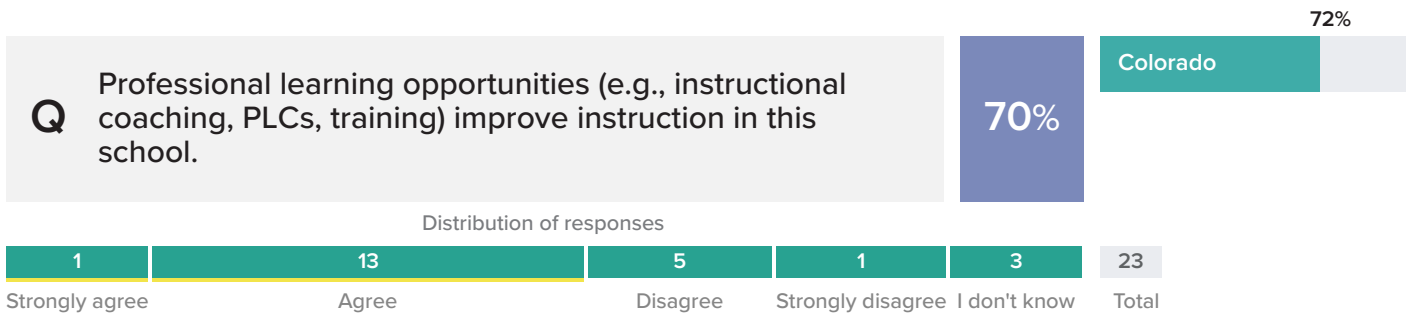 72%
Q
Professional learning opportunities (e.g., instructional
coaching, PLCs, training) improve instruction in this
school.
70%
Colorado
Distribution of responses
1
13
5
1
3
23
Strongly agree
Agree
Disagree
Strongly disagree
I don't know
Total